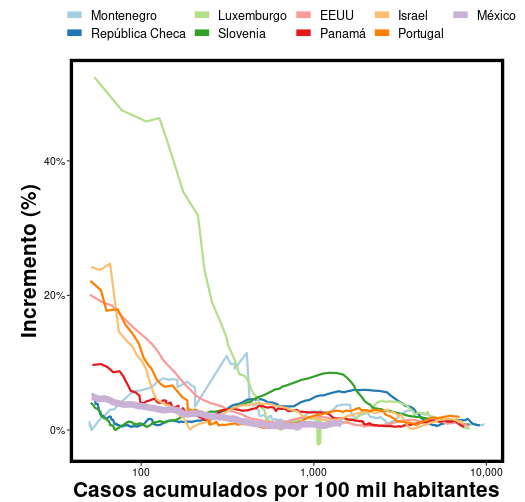 Montenegro Luxemburgo EEUU Israel México
República Checa Slovenia Panamá Portugal
40%
20%
0%
Incremento (%)
100 1,000 10,000
Casos acumulados por 100 mil habitantes